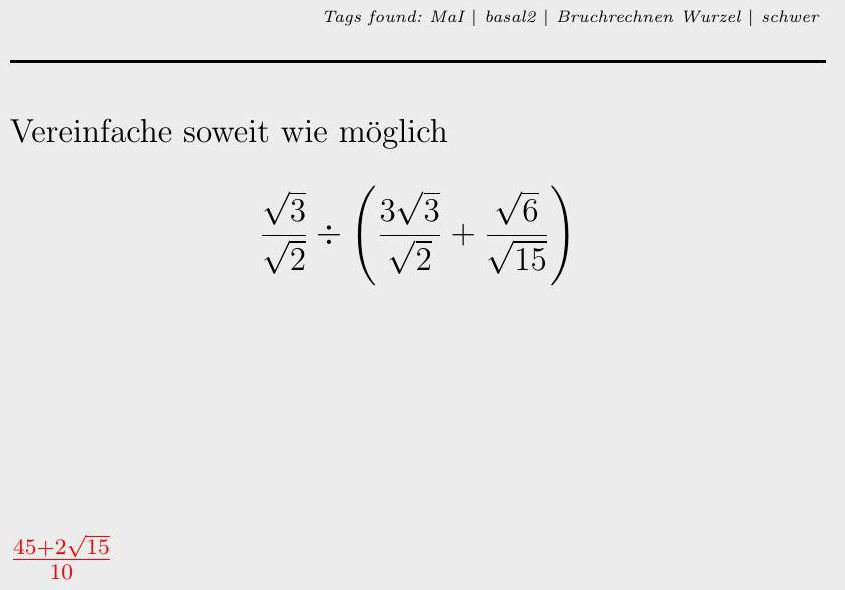 Tags found: MaI | basal2 | Bruchrechnen Wurzel | schwer
Vereinfache soweit wie möglich
\frac{\sqrt{3}}{\sqrt{2}} ÷ \left( \frac{3\sqrt{3}}{\sqrt{2}} + \frac{\sqrt{6}}{\sqrt{15}} \right)
\frac{45+2\sqrt{15}}{10}